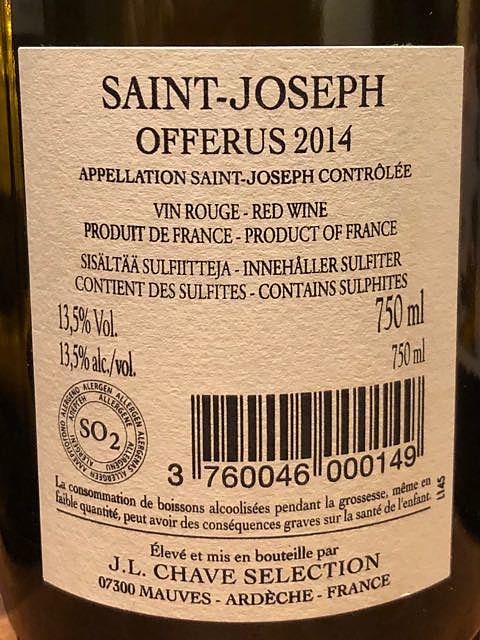 SAINT-JOSEPH
OFFERUS 2014
APPELLATION SAINT-JOSEPH CONTRÔLÉE
VIN ROUGE - RED WINE
PRODUIT DE FRANCE - PRODUCT OF FRANCE
SISÄLTÄÄ SULFIITTEJA - INNEHÅLLER SULFITER
CONTIENT DES SULFITES - CONTAINS SULPHITES
13,5% Vol. 750 ml
13,5% alc./vol. 750 ml
SO2
3 760046 000149
L145
La consommation de boissons alcoolisées pendant la grossesse, même en
faible quantité, peut avoir des conséquences graves sur la santé de l'enfant.
Élevé et mis en bouteille par
J.L. CHAVE SELECTION
07300 MAUVES - ARDÈCHE - FRANCE